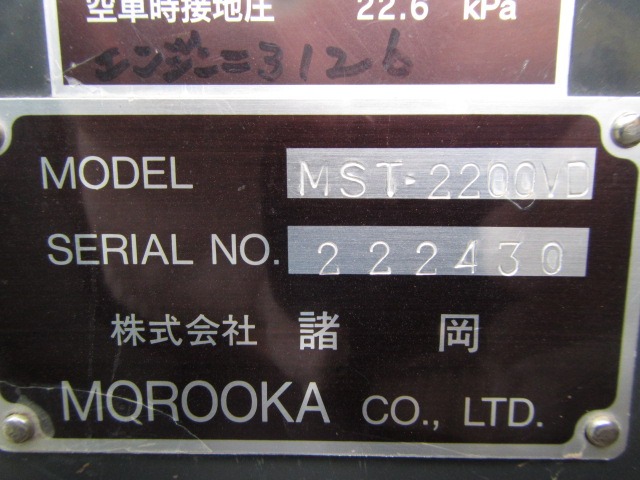 空車時接地圧 22.6 kPa
エンジン=3126
MODEL MST-2200VD
SERIAL NO. 222430
株式会社 諸 岡
MOROOKA CO., LTD.